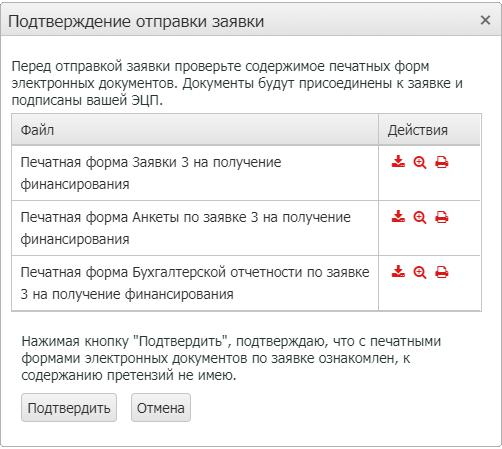 Подтверждение отправки заявки
Перед отправкой заявки проверьте содержимое печатных форм
электронных документов. Документы будут присоединены к заявке и
подписаны вашей ЭЦП.
Файл Действия
Печатная форма Заявки 3 на получение
финансирования
Печатная форма Анкеты по заявке 3 на получение
финансирования
Печатная форма Бухгалтерской отчетности по заявке
3 на получение финансирования
Нажимая кнопку "Подтвердить", подтверждаю, что с печатными
формами электронных документов по заявке ознакомлен, к
содержанию претензий не имею.
Подтвердить Отмена